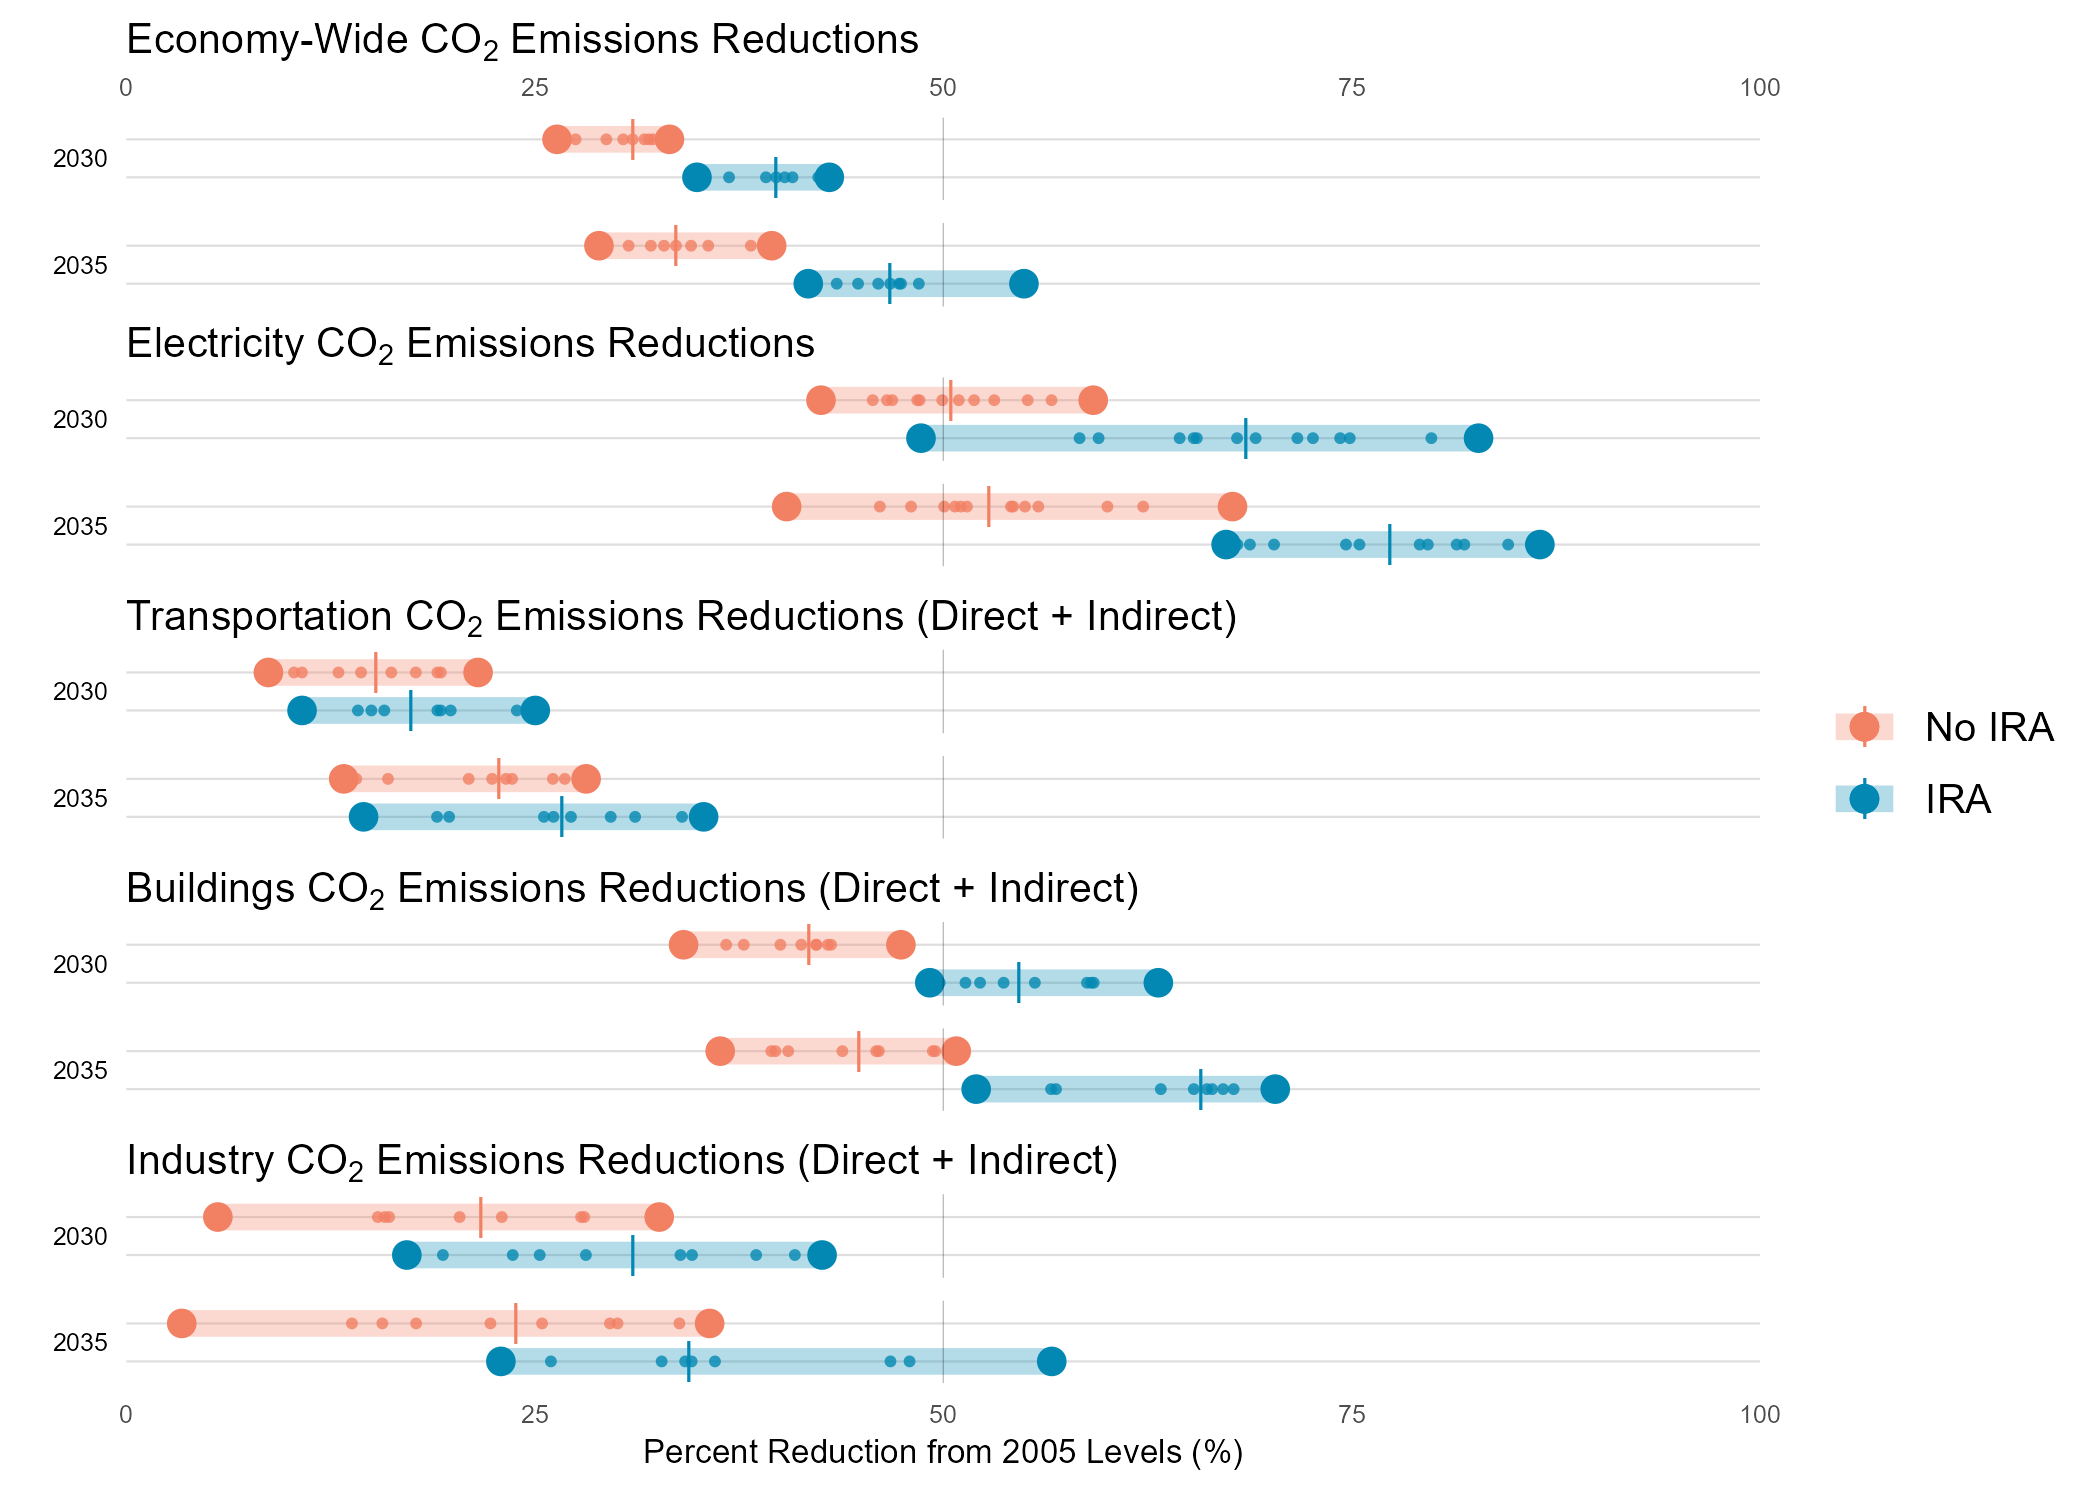 Economy-Wide CO₂ Emissions Reductions
0 25 50 75 100
2030
2035
Electricity CO₂ Emissions Reductions
2030
2035
Transportation CO₂ Emissions Reductions (Direct + Indirect)
2030
2035
No IRA
IRA
Buildings CO₂ Emissions Reductions (Direct + Indirect)
2030
2035
Industry CO₂ Emissions Reductions (Direct + Indirect)
2030
2035
0 25 50 75 100
Percent Reduction from 2005 Levels (%)